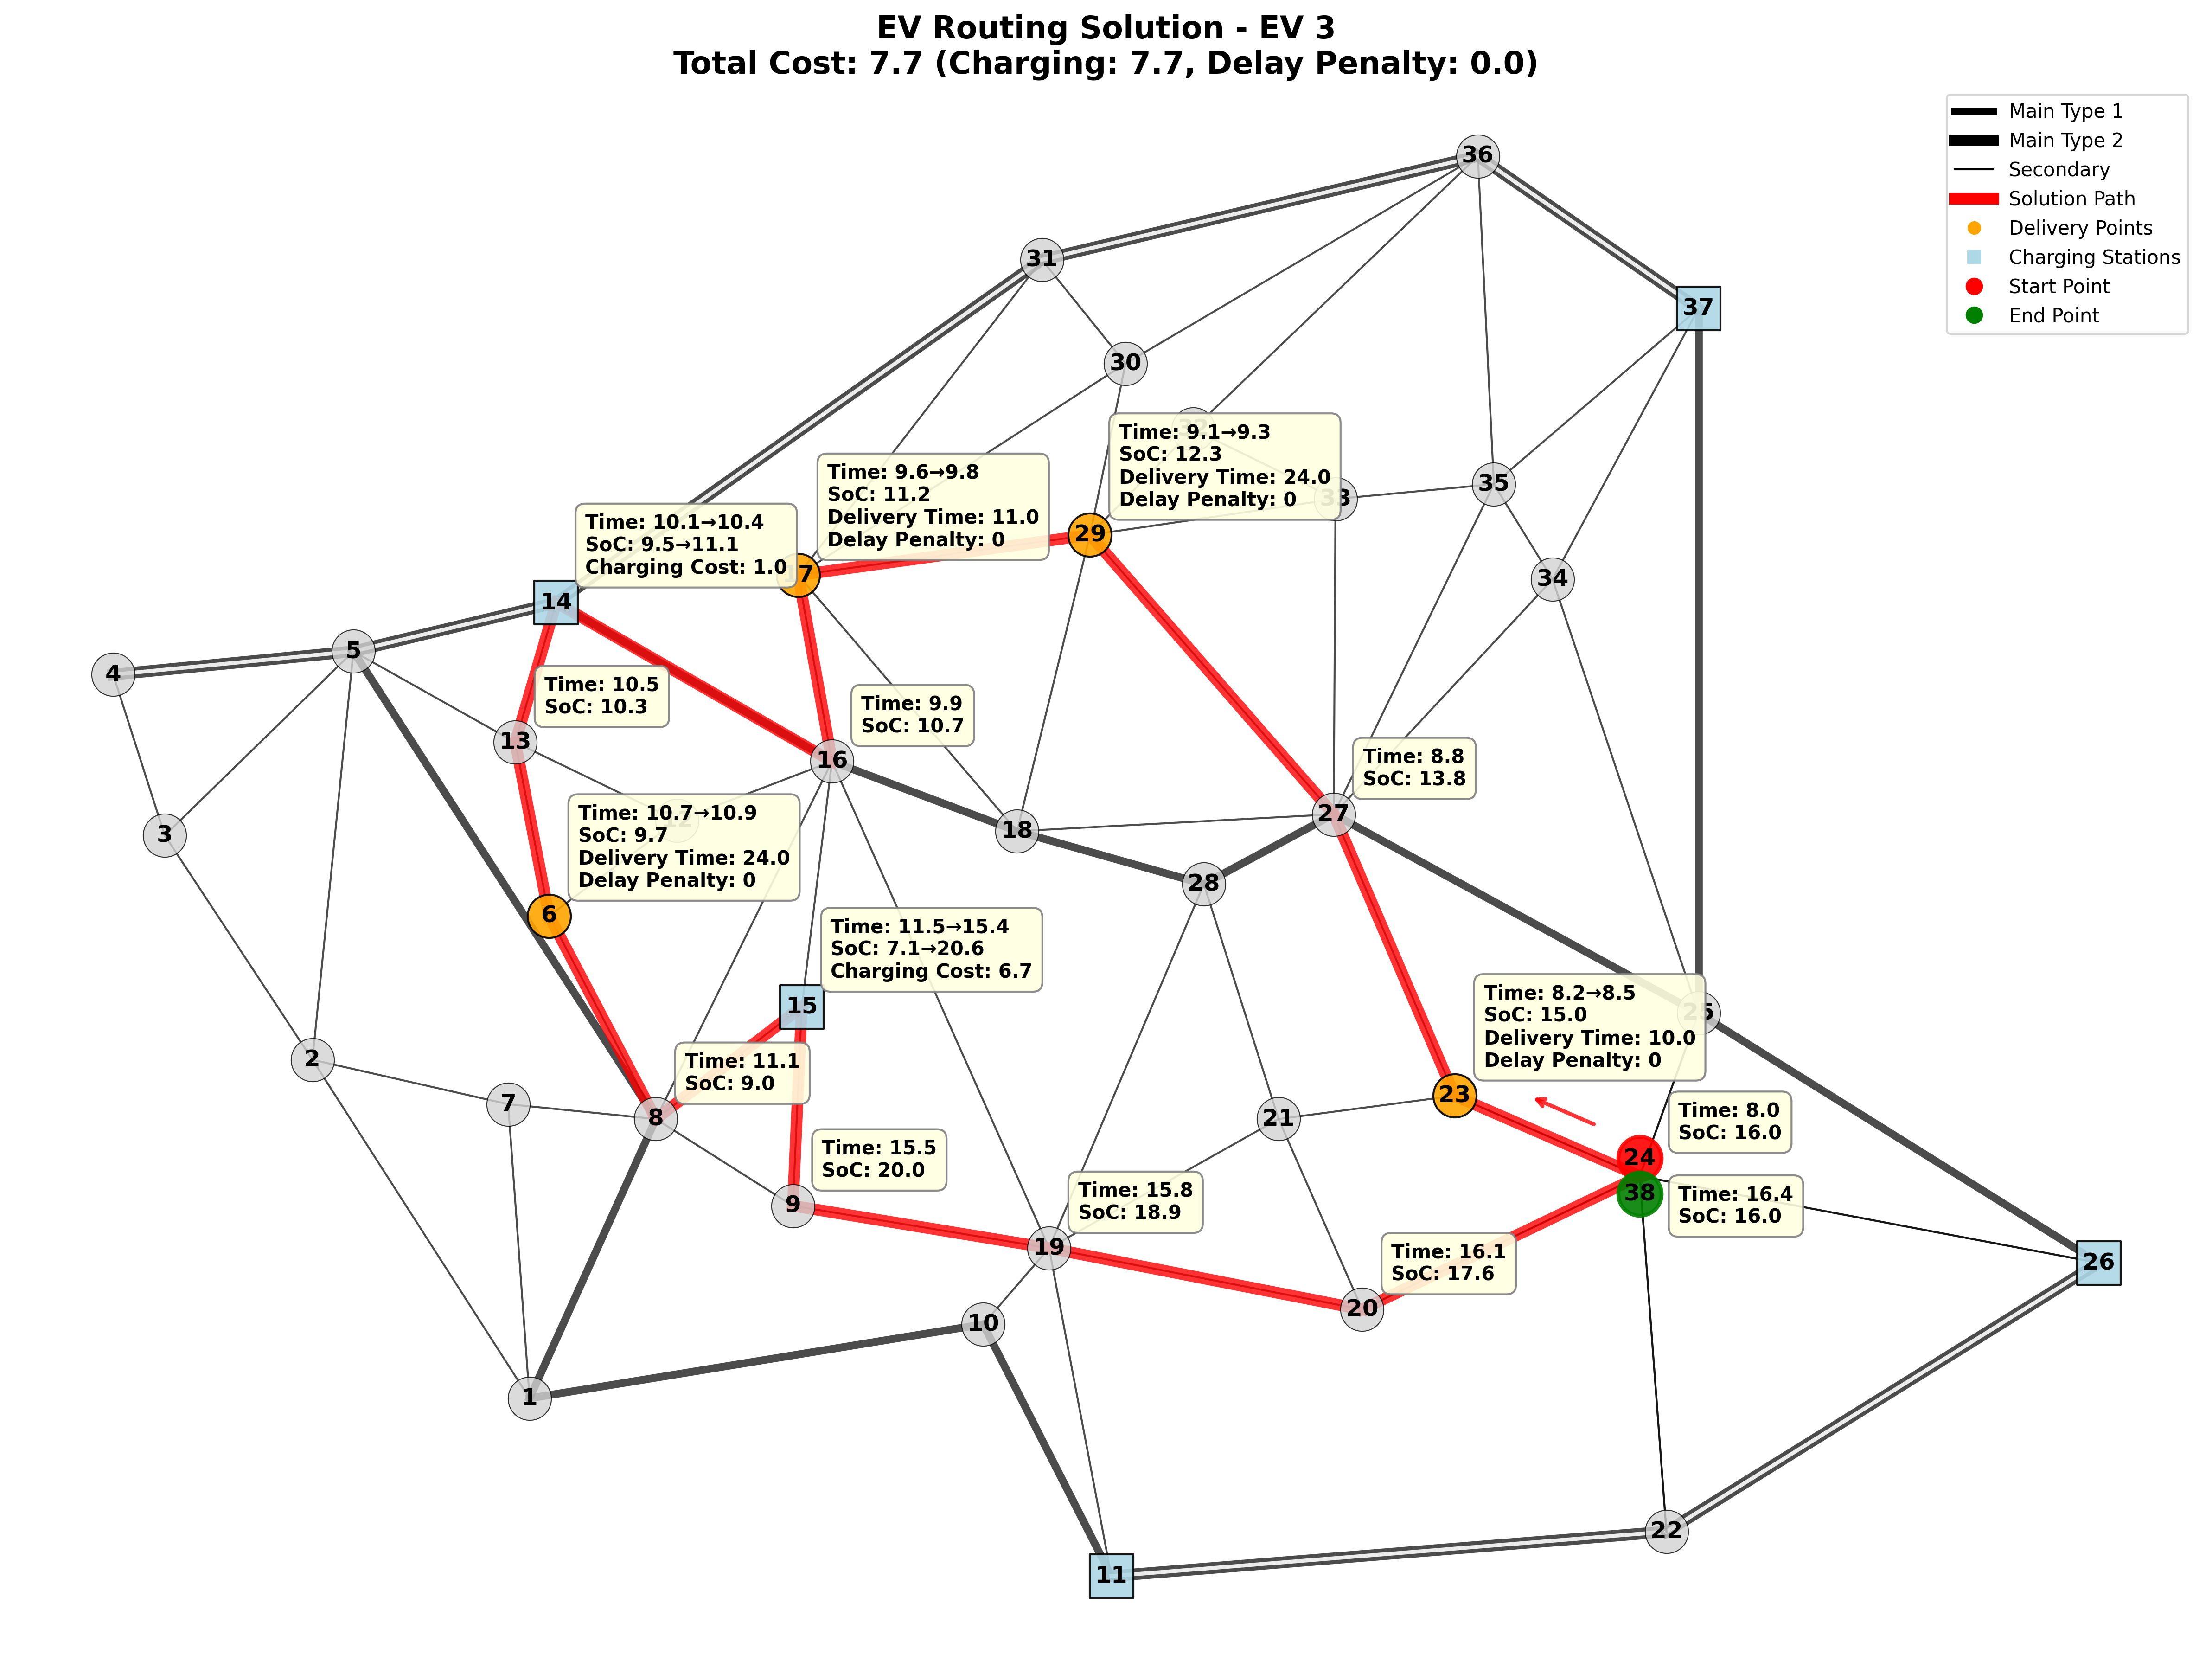 EV Routing Solution - EV 3
Total Cost: 7.7 (Charging: 7.7, Delay Penalty: 0.0)
Main Type 1
Main Type 2
Secondary
Solution Path
Delivery Points
Charging Stations
Start Point
End Point
36
31
37
30
32
Time: 9.1→9.3
SoC: 12.3
Delivery Time: 24.0
Delay Penalty: 0
33
35
Time: 9.6→9.8
SoC: 11.2
Delivery Time: 11.0
Delay Penalty: 0
29
Time: 10.1→10.4
SoC: 9.5→11.1
Charging Cost: 1.0
17
34
14
5
4
Time: 10.5
SoC: 10.3
Time: 9.9
SoC: 10.7
13
16
Time: 8.8
SoC: 13.8
27
3
18
12
Time: 10.7→10.9
SoC: 9.7
Delivery Time: 24.0
Delay Penalty: 0
28
6
Time: 11.5→15.4
SoC: 7.1→20.6
Charging Cost: 6.7
15
Time: 8.2→8.5
SoC: 15.0
Delivery Time: 10.0
Delay Penalty: 0
25
2
Time: 11.1
SoC: 9.0
7
8
21
23
Time: 8.0
SoC: 16.0
24
38
Time: 16.4
SoC: 16.0
Time: 15.5
SoC: 20.0
9
Time: 15.8
SoC: 18.9
19
Time: 16.1
SoC: 17.6
26
20
10
1
22
11